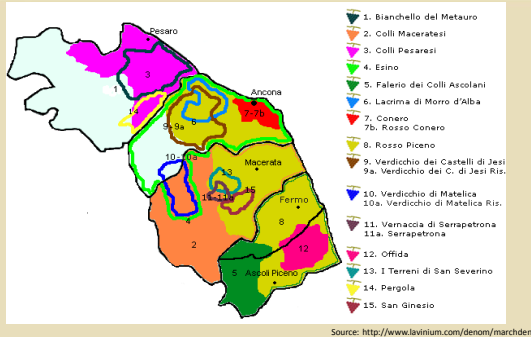 Pesaro
3
1
14
Ancona
6
7-7b
9-9a
10-10a
Macerata
13
11-11a
15
Fermo
4
8
2
12
5
Ascoli Piceno
1. Bianchello del Metauro
2. Colli Maceratesi
3. Colli Pesaresi
4. Esino
5. Falerio dei Colli Ascolani
6. Lacrima di Morro d'Alba
7. Conero
7b. Rosso Conero
8. Rosso Piceno
9. Verdicchio dei Castelli di Jesi
9a. Verdicchio dei C. di Jesi Ris.
10. Verdicchio di Matelica
10a. Verdicchio di Matelica Ris.
11. Vernaccia di Serrapetrona
11a. Serrapetrona
12. Offida
13. I Terreni di San Severino
14. Pergola
15. San Ginesio
Source: http://www.lavinium.com/denom/marchden